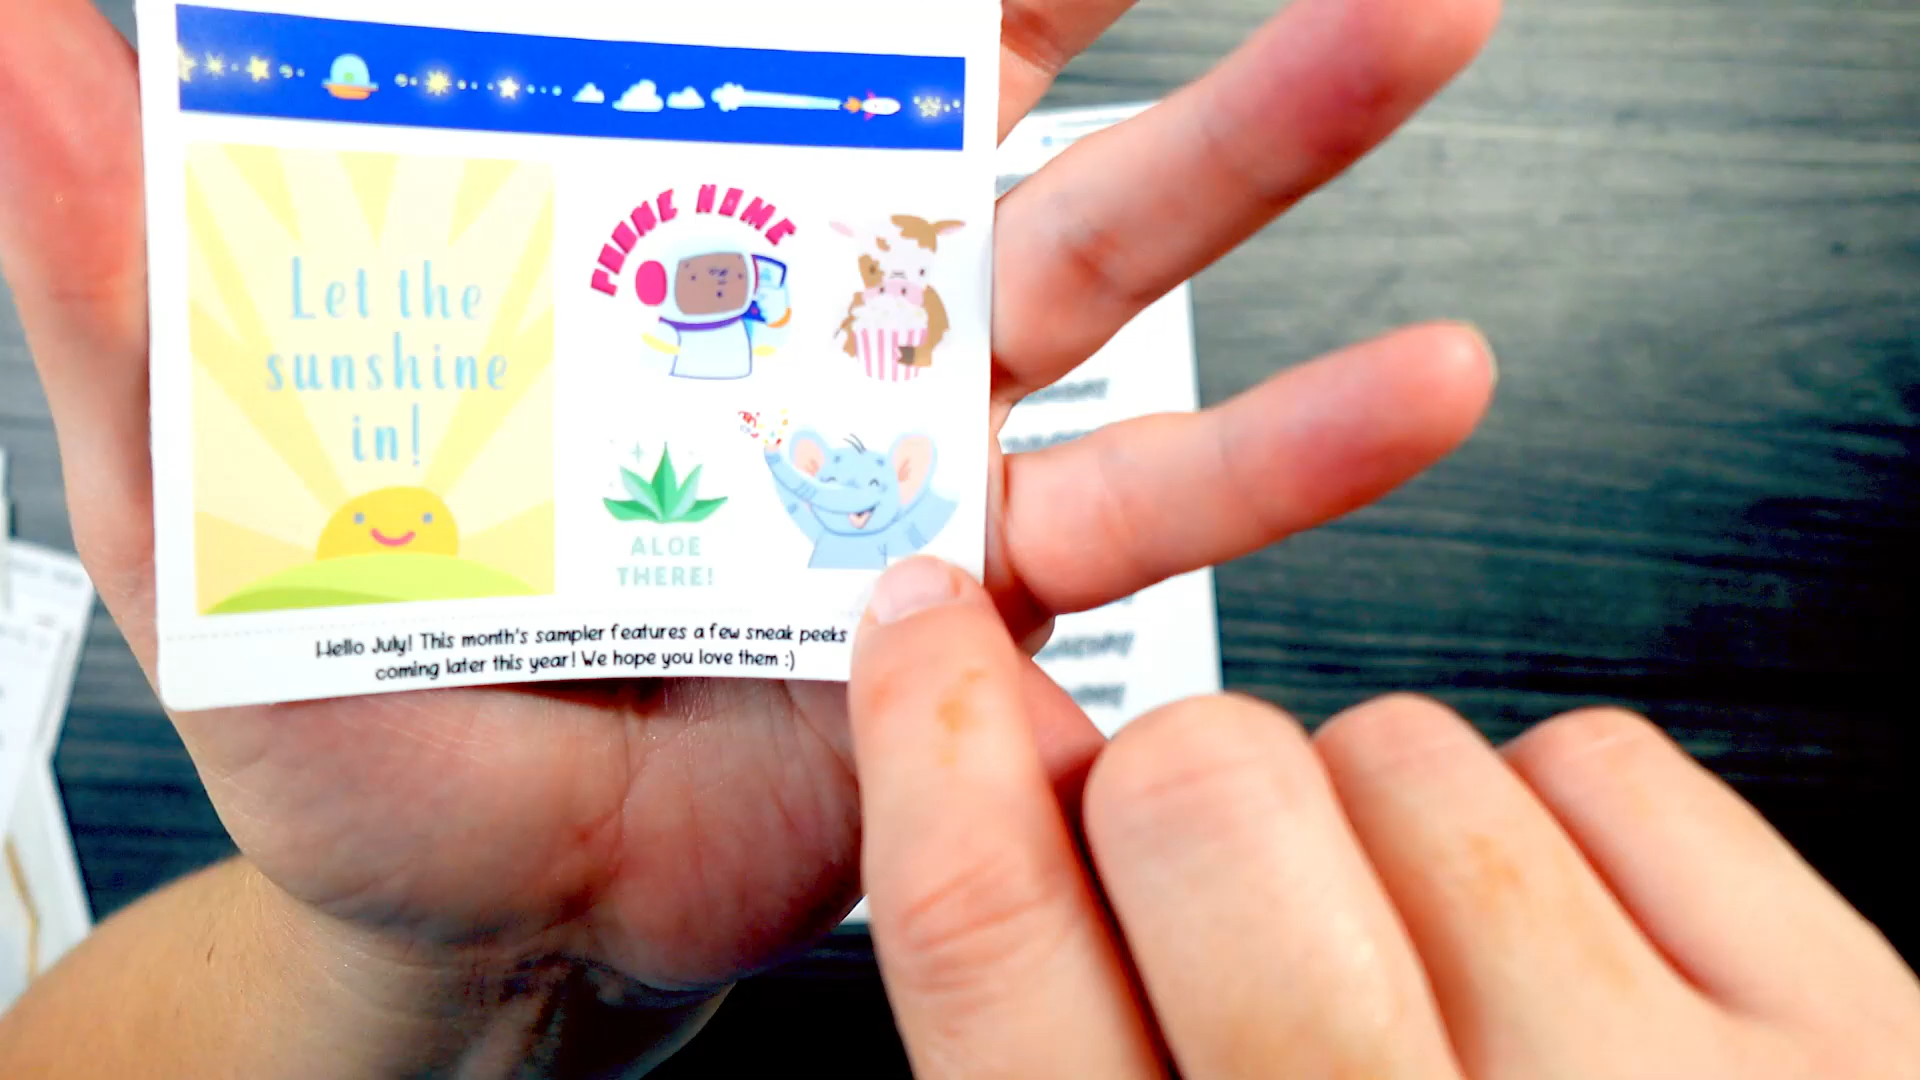 PHONE HOME
Let the
sunshine
in!
ALOE
THERE!
Hello July! This month's sampler features a few sneak peeks
coming later this year! We hope you love them :)